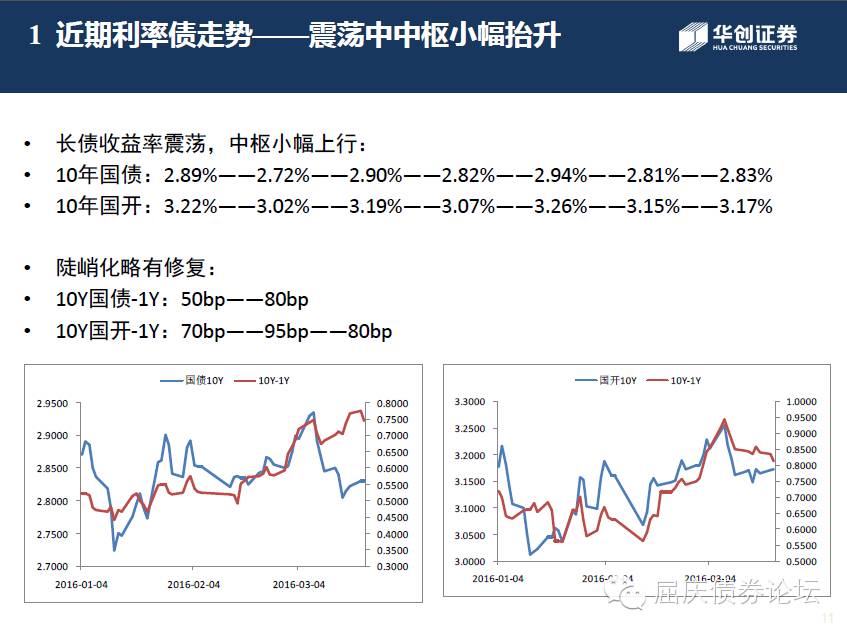 1 近期利率债走势——震荡中中枢小幅抬升
华创证券
HUA CHUANG SECURITIES
• 长债收益率震荡，中枢小幅上行：
• 10年国债：2.89%——2.72%——2.90%——2.82%——2.94%——2.81%——2.83%
• 10年国开：3.22%——3.02%——3.19%——3.07%——3.26%——3.15%——3.17%
• 陡峭化略有修复：
• 10Y国债-1Y：50bp——80bp
• 10Y国开-1Y：70bp——95bp——80bp
国债10Y 10Y-1Y
2.9500 0.8000
0.7500
2.9000 0.7000
0.6500
2.8500 0.6000
0.5500
2.8000 0.5000
0.4500
2.7500 0.4000
0.3500
2.7000 0.3000
2016-01-04 2016-02-04 2016-03-04
国开10Y 10Y-1Y
3.3000 1.0000
0.9500
3.2500 0.9000
0.8500
3.2000 0.8000
3.1500 0.7500
0.7000
3.1000 0.6500
0.6000
3.0500 0.5500
3.0000 0.5000
2016-01-04 2016-02-04 2016-03-04
屈庆债券论坛
11